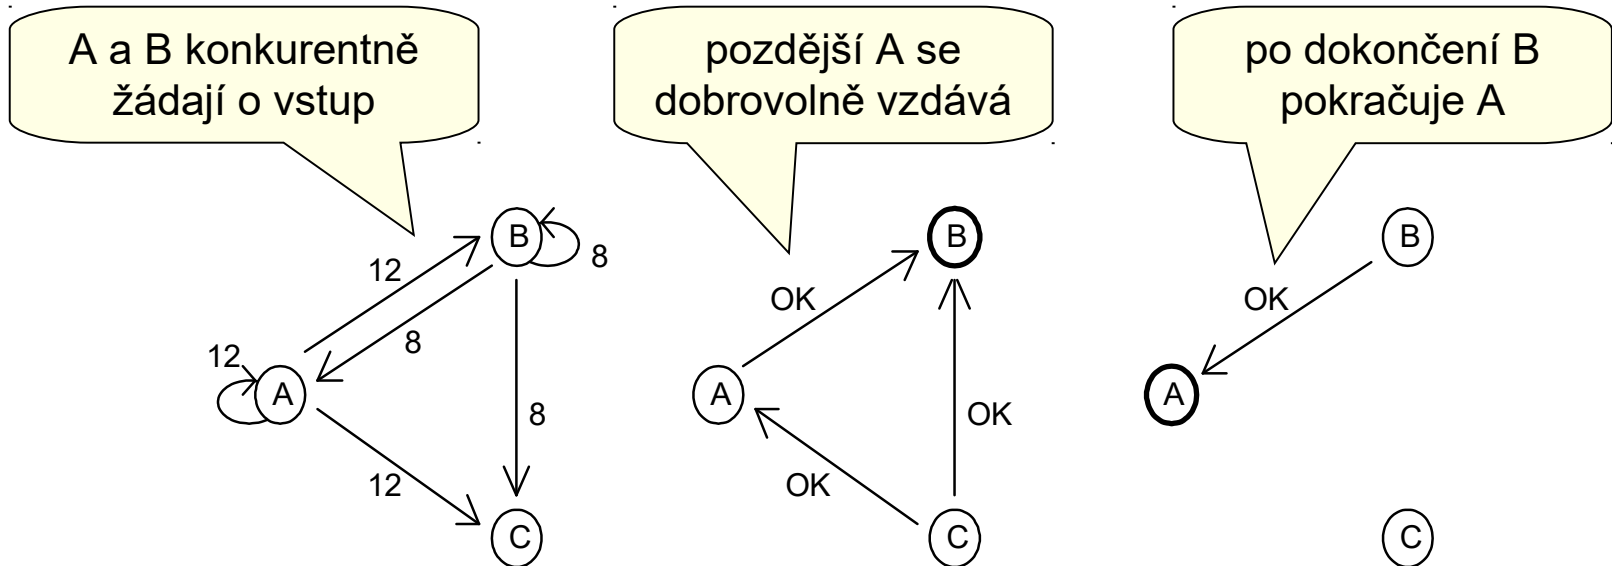 A a B konkurentně
žádají o vstup
pozdější A se
dobrovolně vzdává
po dokončení B
pokračuje A
B
8
12
8
12
A
8
12
C
B
OK
A
OK
OK
C
B
OK
A
C